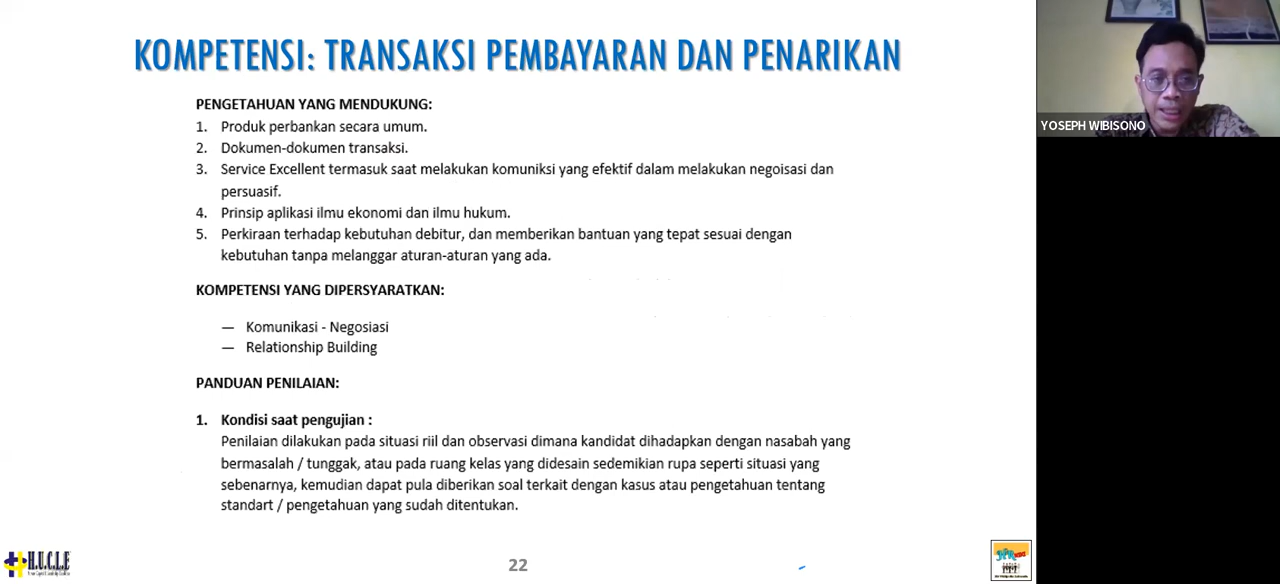 KOMPETENSI: TRANSAKSI PEMBAYARAN DAN PENARIKAN
PENGETAHUAN YANG MENDUKUNG:
1. Produk perbankan secara umum.
2. Dokumen-dokumen transaksi.
3. Service Excellent termasuk saat melakukan komuniksi yang efektif dalam melakukan negoisasi dan
persuasif.
4. Prinsip aplikasi ilmu ekonomi dan ilmu hukum.
5. Perkiraan terhadap kebutuhan debitur, dan memberikan bantuan yang tepat sesuai dengan
kebutuhan tanpa melanggar aturan-aturan yang ada.
KOMPETENSI YANG DIPERSYARATKAN:
— Komunikasi - Negosiasi
— Relationship Building
PANDUAN PENILAIAN:
1. Kondisi saat pengujian :
Penilaian dilakukan pada situasi riil dan observasi dimana kandidat dihadapkan dengan nasabah yang
bermasalah / tunggak, atau pada ruang kelas yang didesain sedemikian rupa seperti situasi yang
sebenarnya, kemudian dapat pula diberikan soal terkait dengan kasus atau pengetahuan tentang
standart / pengetahuan yang sudah ditentukan.
H.U.C.L.E
22
YOSEPH WIBISONO